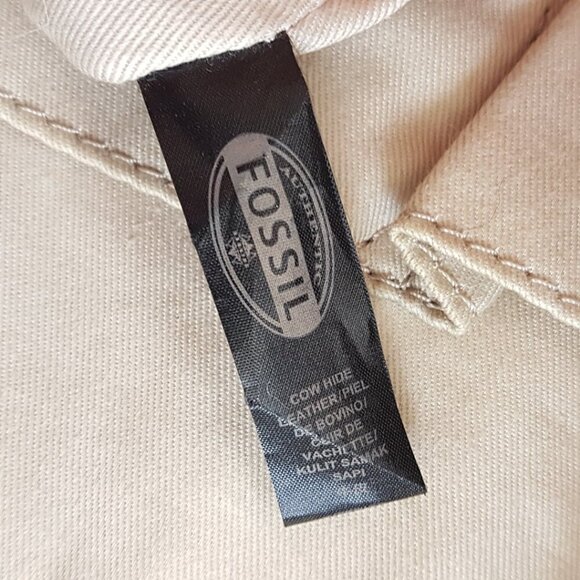 AUTHENTIC
FOSSIL
COW HIDE
LEATHER/PIEL
DE BOVINO/
CUIR DE
VACHETTE/
KULIT SAMAK
SAPI